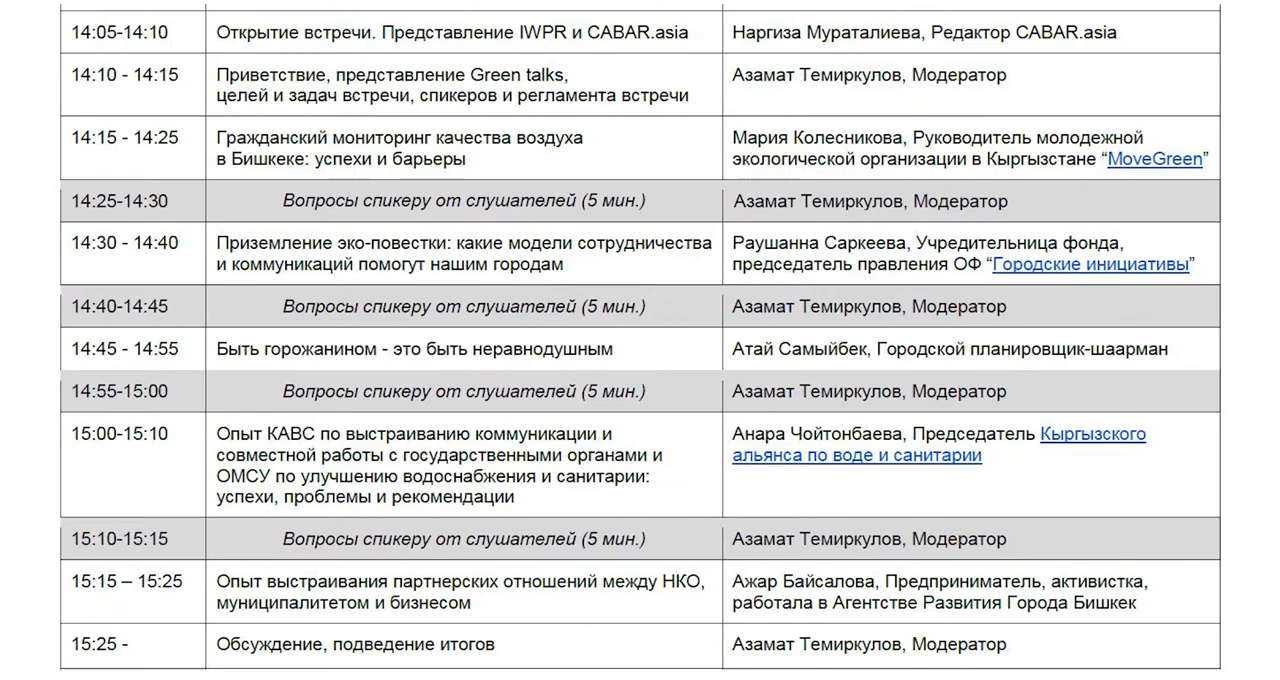 14:05-14:10 Открытие встречи. Представление IWPR и CABAR.asia Наргиза Мураталиева, Редактор CABAR.asia
14:10 - 14:15 Приветствие, представление Green talks, Азамат Темиркулов, Модератор
целей и задач встречи, спикеров и регламента встречи
14:15 - 14:25 Гражданский мониторинг качества воздуха Мария Колесникова, Руководитель молодежной
в Бишкеке: успехи и барьеры экологической организации в Кыргызстане “MoveGreen”
14:25-14:30 Вопросы спикеру от слушателей (5 мин.) Азамат Темиркулов, Модератор
14:30 - 14:40 Приземление эко-повестки: какие модели сотрудничества Раушанна Саркеева, Учредительница фонда,
и коммуникаций помогут нашим городам председатель правления ОФ “Городские инициативы”
14:40-14:45 Вопросы спикеру от слушателей (5 мин.) Азамат Темиркулов, Модератор
14:45 - 14:55 Быть горожанином - это быть неравнодушным Атай Самыйбек, Городской планировщик-шаарман
14:55-15:00 Вопросы спикеру от слушателей (5 мин.) Азамат Темиркулов, Модератор
15:00-15:10 Опыт КАВС по выстраиванию коммуникации и Анара Чойтонбаева, Председатель Кыргызского
совместной работы с государственными органами и альянса по воде и санитарии
ОМСУ по улучшению водоснабжения и санитарии:
успехи, проблемы и рекомендации
15:10-15:15 Вопросы спикеру от слушателей (5 мин.) Азамат Темиркулов, Модератор
15:15 – 15:25 Опыт выстраивания партнерских отношений между НКО, Ажар Байсалова, Предприниматель, активистка,
муниципалитетом и бизнесом работала в Агентстве Развития Города Бишкек
15:25 - Обсуждение, подведение итогов Азамат Темиркулов, Модератор